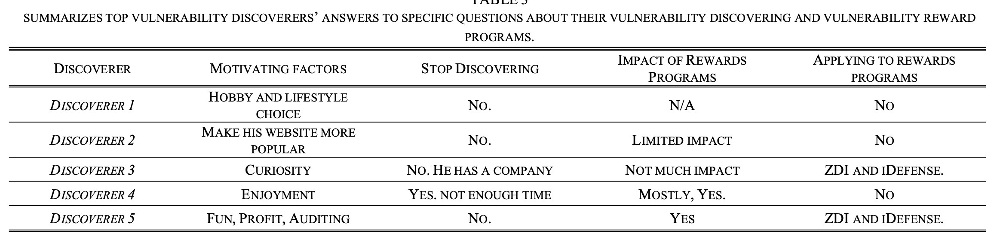 TABLE 3
SUMMARIZES TOP VULNERABILITY DISCOVERERS’ ANSWERS TO SPECIFIC QUESTIONS ABOUT THEIR VULNERABILITY DISCOVERING AND VULNERABILITY REWARD
PROGRAMS.
DISCOVERER MOTIVATING FACTORS STOP DISCOVERING IMPACT OF REWARDS PROGRAMS APPLYING TO REWARDS PROGRAMS
DISCOVERER 1 HOBBY AND LIFESTYLE CHOICE NO. N/A NO
DISCOVERER 2 MAKE HIS WEBSITE MORE POPULAR NO. LIMITED IMPACT NO
DISCOVERER 3 CURIOSITY NO. HE HAS A COMPANY NOT MUCH IMPACT ZDI AND IDEFENSE.
DISCOVERER 4 ENJOYMENT YES. NOT ENOUGH TIME MOSTLY, YES. NO
DISCOVERER 5 FUN, PROFIT, AUDITING NO. YES ZDI AND IDEFENSE.